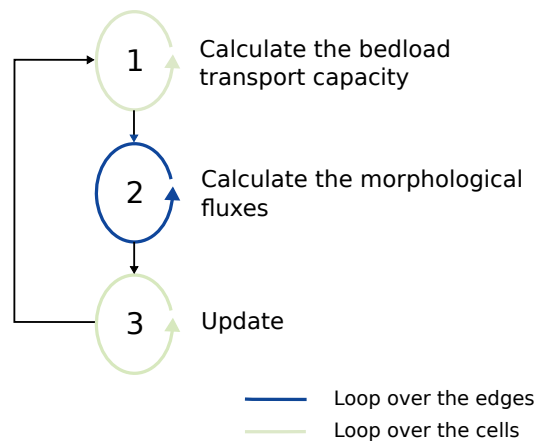 1
Calculate the bedload
transport capacity
2
Calculate the morphological
fluxes
3
Update
Loop over the edges
Loop over the cells